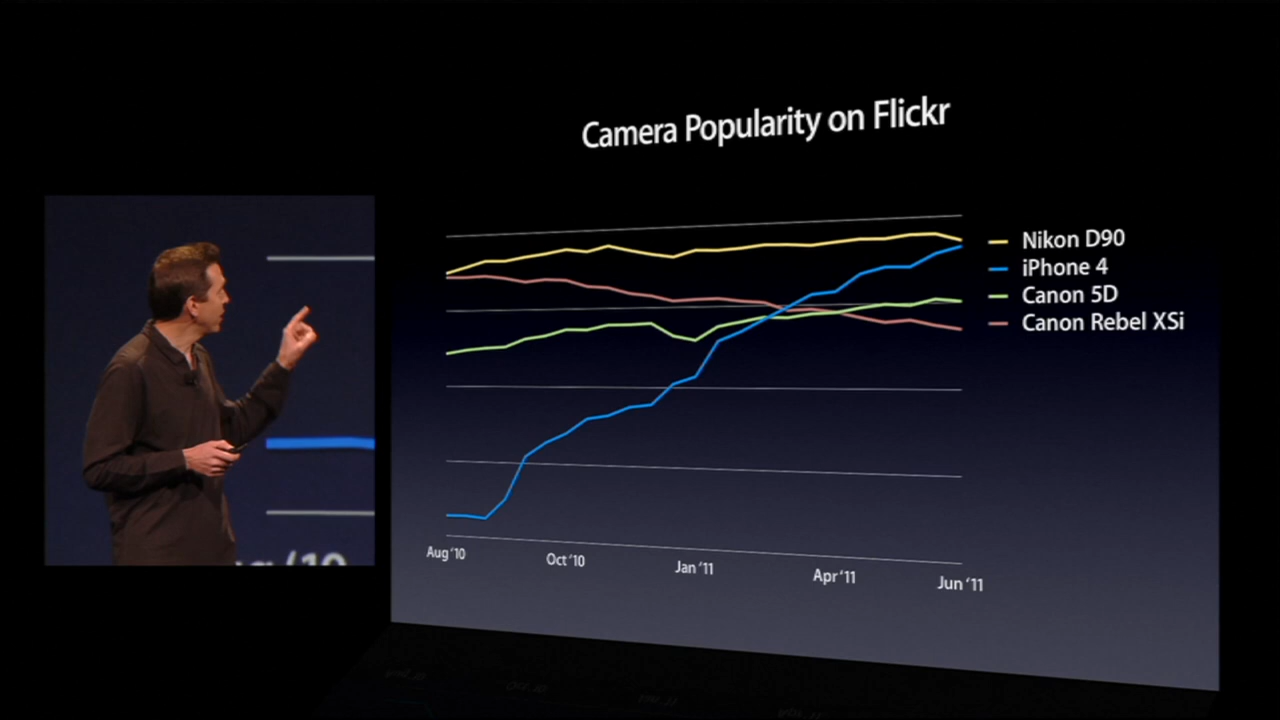 Camera Popularity on Flickr
Nikon D90
iPhone 4
Canon 5D
Canon Rebel XSi
Aug '10
Oct '10
Jan '11
Apr '11
Jun '11